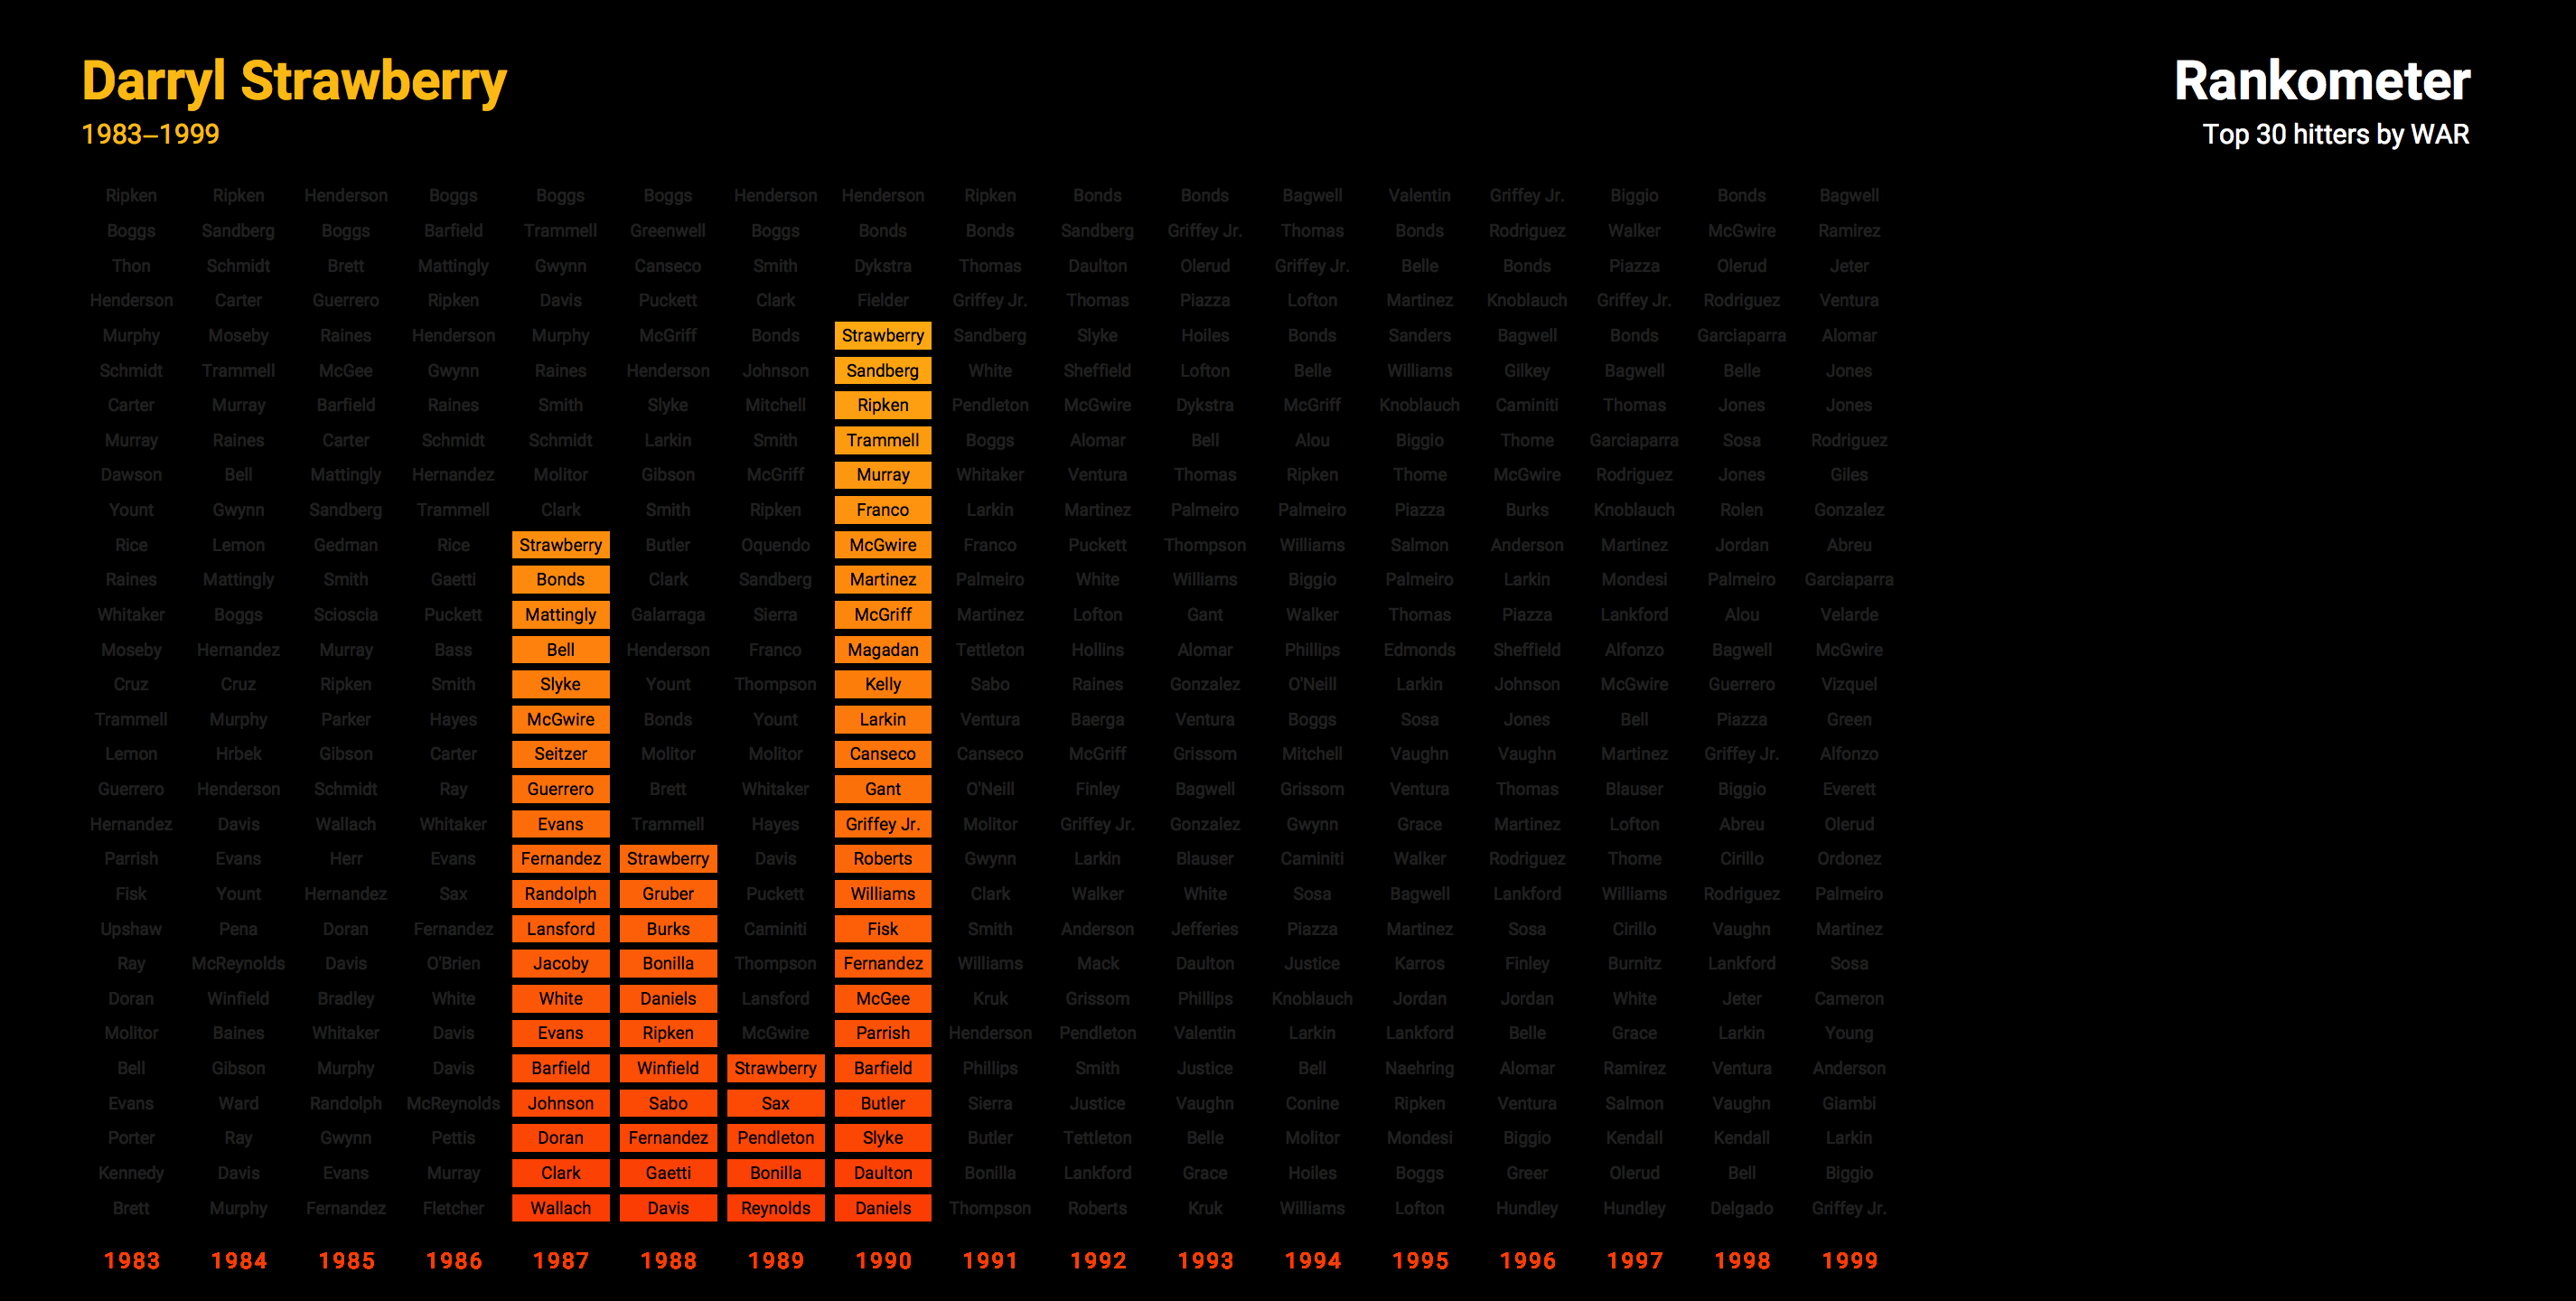 Darryl Strawberry Rankometer
1983–1999 Top 30 hitters by WAR
Ripken Ripken Henderson Boggs Boggs Boggs Henderson Henderson Ripken Bonds Bonds Bagwell Valentin Griffey Jr. Biggio Bonds Bagwell
Boggs Sandberg Boggs Barfield Trammell Greenwell Boggs Bonds Bonds Sandberg Griffey Jr. Thomas Bonds Rodriguez Walker McGwire Ramirez
Thon Schmidt Brett Mattingly Gwynn Canseco Smith Dykstra Thomas Daulton Olerud Griffey Jr. Belle Bonds Piazza Olerud Jeter
Henderson Carter Guerrero Ripken Davis Puckett Clark Fielder Griffey Jr. Thomas Piazza Lofton Martinez Knoblauch Griffey Jr. Rodriguez Ventura
Murphy Moseby Raines Henderson Murphy McGriff Bonds Strawberry Sandberg Slyke Hoiles Bonds Sanders Bagwell Bonds Garciaparra Alomar
Schmidt Trammell McGee Gwynn Raines Henderson Johnson Sandberg White Sheffield Lofton Belle Williams Gilkey Bagwell Belle Jones
Carter Murray Barfield Raines Smith Slyke Mitchell Ripken Pendleton McGwire Dykstra McGriff Knoblauch Caminiti Thomas Jones Jones
Murray Raines Carter Schmidt Schmidt Larkin Smith Trammell Boggs Alomar Bell Alou Biggio Thome Garciaparra Sosa Rodriguez
Dawson Bell Mattingly Hernandez Molitor Gibson McGriff Murray Whitaker Ventura Thomas Ripken Thome McGwire Rodriguez Jones Giles
Yount Gwynn Sandberg Trammell Clark Smith Ripken Franco Larkin Martinez Palmeiro Palmeiro Piazza Burks Knoblauch Rolen Gonzalez
Rice Lemon Gedman Rice Strawberry Butler Oquendo McGwire Franco Puckett Thompson Williams Salmon Anderson Martinez Jordan Abreu
Raines Mattingly Smith Gaetti Bonds Clark Sandberg Martinez Palmeiro White Williams Biggio Palmeiro Larkin Mondesi Palmeiro Garciaparra
Whitaker Boggs Scioscia Puckett Mattingly Galarraga Sierra McGriff Martinez Lofton Gant Walker Thomas Piazza Lankford Alou Velarde
Moseby Hernandez Murray Bass Bell Henderson Franco Magadan Tettleton Hollins Alomar Phillips Edmonds Sheffield Alfonzo Bagwell McGwire
Cruz Cruz Ripken Smith Slyke Yount Thompson Kelly Sabo Raines Gonzalez O'Neill Larkin Johnson McGwire Guerrero Vizquel
Trammell Murphy Parker Hayes McGwire Bonds Yount Larkin Ventura Baerga Ventura Boggs Sosa Jones Bell Piazza Green
Lemon Hrbek Gibson Carter Seitzer Molitor Molitor Canseco Canseco McGriff Grissom Mitchell Vaughn Vaughn Martinez Griffey Jr. Alfonzo
Guerrero Henderson Schmidt Ray Guerrero Brett Whitaker Gant O'Neill Finley Bagwell Grissom Ventura Thomas Blauser Biggio Everett
Hernandez Davis Wallach Whitaker Evans Trammell Hayes Griffey Jr. Molitor Griffey Jr. Gonzalez Gwynn Grace Martinez Lofton Abreu Olerud
Parrish Evans Herr Evans Fernandez Strawberry Davis Roberts Gwynn Larkin Blauser Caminiti Walker Rodriguez Thome Cirillo Ordonez
Fisk Yount Hernandez Sax Randolph Gruber Puckett Williams Clark Walker White Sosa Bagwell Lankford Williams Rodriguez Palmeiro
Upshaw Pena Doran Fernandez Lansford Burks Caminiti Fisk Smith Anderson Jefferies Piazza Martinez Sosa Cirillo Vaughn Martinez
Ray McReynolds Davis O'Brien Jacoby Bonilla Thompson Fernandez Williams Mack Daulton Justice Karros Finley Burnitz Lankford Sosa
Doran Winfield Bradley White White Daniels Lansford McGee Kruk Grissom Phillips Knoblauch Jordan Jordan White Jeter Cameron
Molitor Baines Whitaker Davis Evans Ripken McGwire Parrish Henderson Pendleton Valentin Larkin Lankford Belle Grace Larkin Young
Bell Gibson Murphy Davis Barfield Winfield Strawberry Barfield Phillips Smith Justice Bell Naehring Alomar Ramirez Ventura Anderson
Evans Ward Randolph McReynolds Johnson Sabo Sax Butler Sierra Justice Vaughn Conine Ripken Ventura Salmon Vaughn Giambi
Porter Ray Gwynn Pettis Doran Fernandez Pendleton Slyke Butler Tettleton Belle Molitor Mondesi Biggio Kendall Kendall Larkin
Kennedy Davis Evans Murray Clark Gaetti Bonilla Daulton Bonilla Lankford Grace Hoiles Boggs Greer Olerud Bell Biggio
Brett Murphy Fernandez Fletcher Wallach Davis Reynolds Daniels Thompson Roberts Kruk Williams Lofton Hundley Hundley Delgado Griffey Jr.
1983 1984 1985 1986 1987 1988 1989 1990 1991 1992 1993 1994 1995 1996 1997 1998 1999